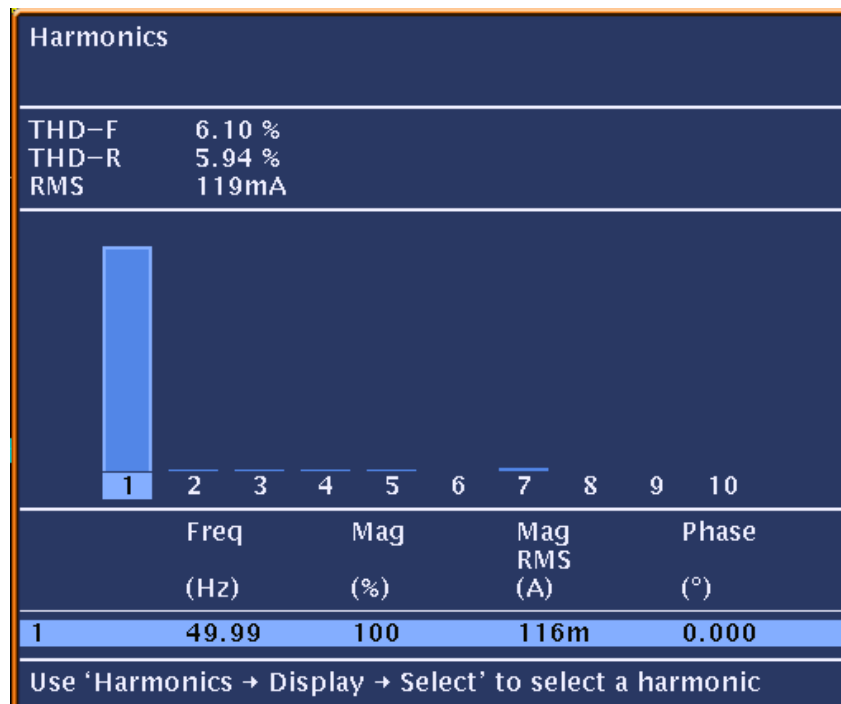 Harmonics
THD-F 6.10 %
THD-R 5.94 %
RMS 119mA
1 2 3 4 5 6 7 8 9 10
Freq Mag Mag Phase
RMS
(Hz) (%) (A) (°)
1 49.99 100 116m 0.000
Use ‘Harmonics → Display → Select’ to select a harmonic